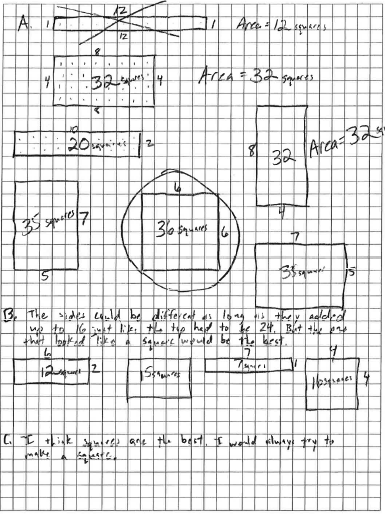 A. 1 12 12 1 Area = 12 squares
8
4 32 squares 4 Area = 32 squares
8
10
20 squares 2
8 32 Area = 32
4
35 squares 7
5
6
36 squares 6
7
35 squares 5
B. The sides could be different as long as they added
up to 16 just like the top had to be 24. But the one
that looked like a square would be the best.
6 7 4
12 squares 2 15 squares 7 squares 1 16 squares 4
C. I think squares are the best. I would always try to
make a square.